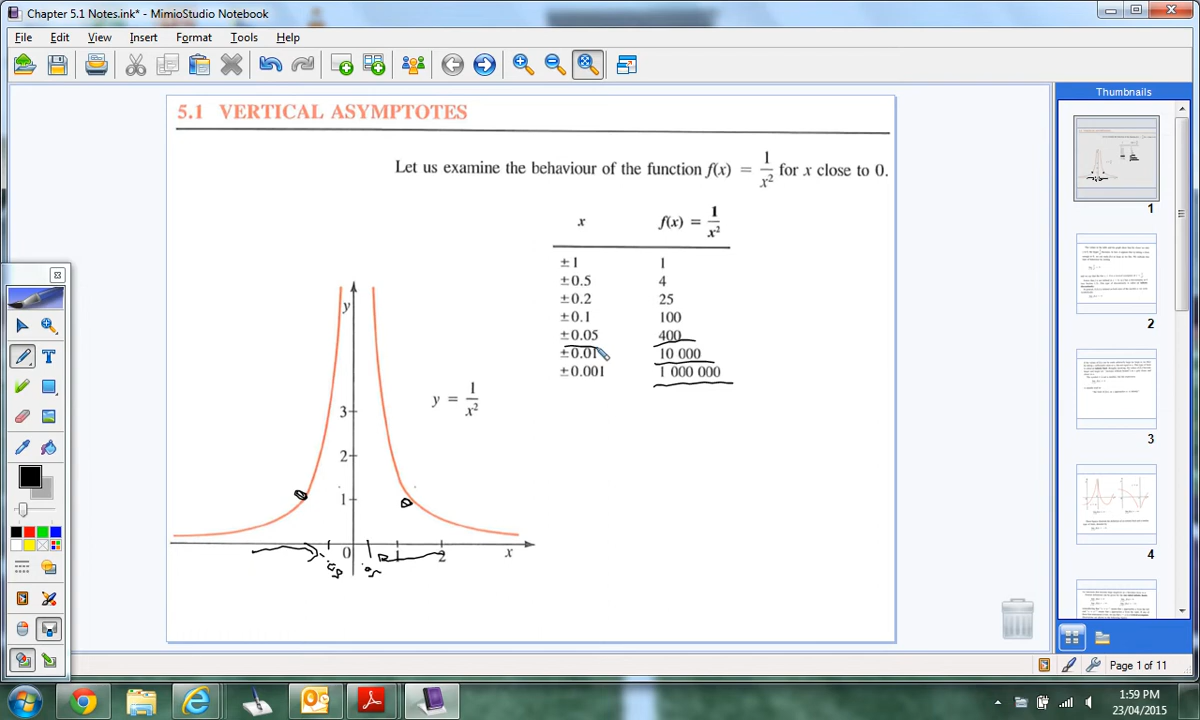 Chapter 5.1 Notes.ink* - MimioStudio Notebook
File Edit View Insert Format Tools Help
5.1 VERTICAL ASYMPTOTES
Let us examine the behaviour of the function f(x) = 1/x² for x close to 0.
x f(x) = 1/x²
±1 1
±0.5 4
±0.2 25
±0.1 100
±0.05 400
±0.01 10 000
±0.001 1 000 000
y
y = 1/x²
3
2
1
0 2 x
Thumbnails
1
2
3
4
Page 1 of 11
1:59 PM
23/04/2015